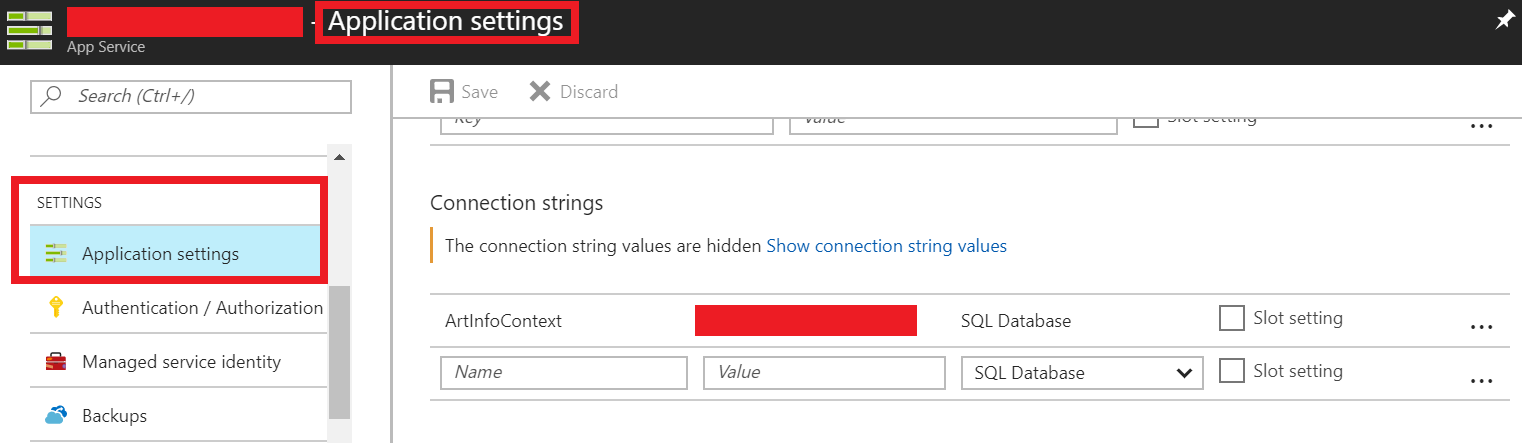 - Application settings
App Service
Search (Ctrl+/)
Save Discard
Key Value Slot setting ...
SETTINGS
Connection strings
Application settings
The connection string values are hidden Show connection string values
Authentication / Authorization
ArtInfoContext SQL Database Slot setting ...
Managed service identity
Name Value SQL Database Slot setting ...
Backups